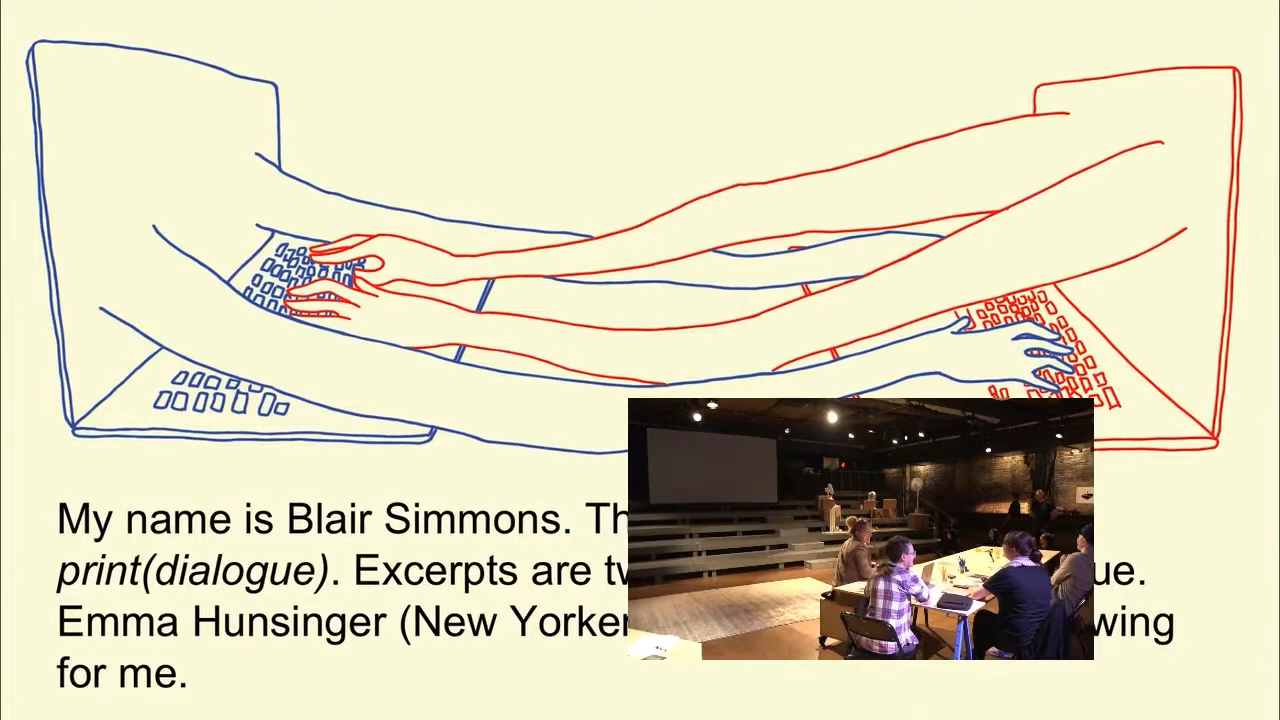 My name is Blair Simmons. Th
print(dialogue). Excerpts are tw ue.
Emma Hunsinger (New Yorker wing
for me.